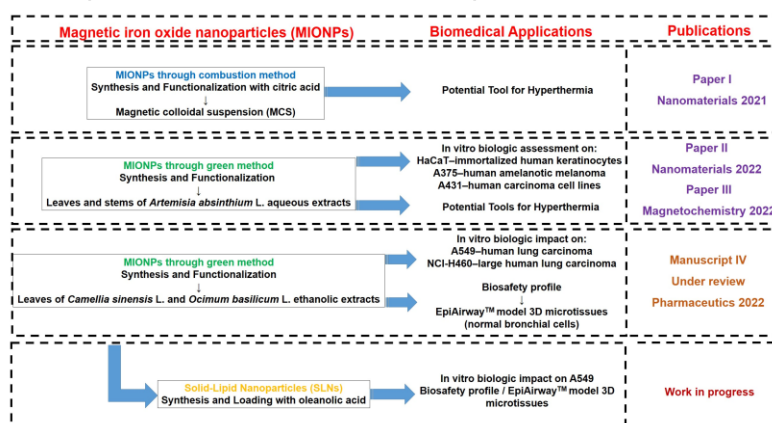 Magnetic iron oxide nanoparticles (MIONPs)
Biomedical Applications
Publications
MIONPs through combustion method
Synthesis and Functionalization with citric acid
↓
Magnetic colloidal suspension (MCS)
Potential Tool for Hyperthermia
Paper I
Nanomaterials 2021
MIONPs through green method
Synthesis and Functionalization
↓
Leaves and stems of Artemisia absinthium L. aqueous extracts
In vitro biologic assessment on:
HaCaT–immortalized human keratinocytes
A375–human amelanotic melanoma
A431–human carcinoma cell lines
Potential Tools for Hyperthermia
Paper II
Nanomaterials 2022
Paper III
Magnetochemistry 2022
MIONPs through green method
Synthesis and Functionalization
↓
Leaves of Camellia sinensis L. and Ocimum basilicum L. ethanolic extracts
In vitro biologic impact on:
A549–human lung carcinoma
NCI-H460–large human lung carcinoma
Biosafety profile
↓
EpiAirway™ model 3D microtissues
(normal bronchial cells)
Manuscript IV
Under review
Pharmaceutics 2022
Solid-Lipid Nanoparticles (SLNs)
Synthesis and Loading with oleanolic acid
In vitro biologic impact on A549
Biosafety profile / EpiAirway™ model 3D
microtissues
Work in progress